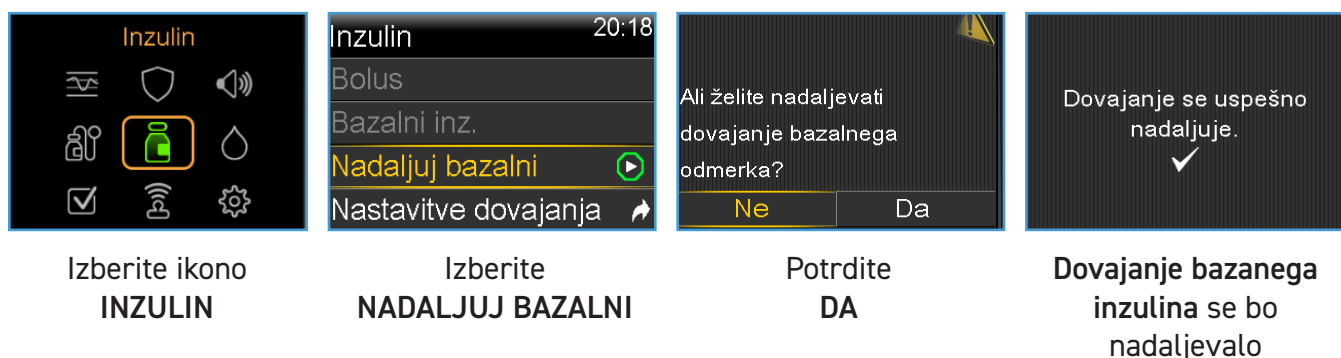 Inzulin
Inzulin 20:18
Bolus
Bazalni inz.
Nadaljuj bazalni
Nastavitve dovajanja
Ali želite nadaljevati
dovajanje bazalnega
odmerka?
Ne Da
Dovajanje se uspešno
nadaljuje.
Izberite ikono
INZULIN
Izberite
NADALJUJ BAZALNI
Potrdite
DA
Dovajanje bazanega
inzulina se bo
nadaljevalo